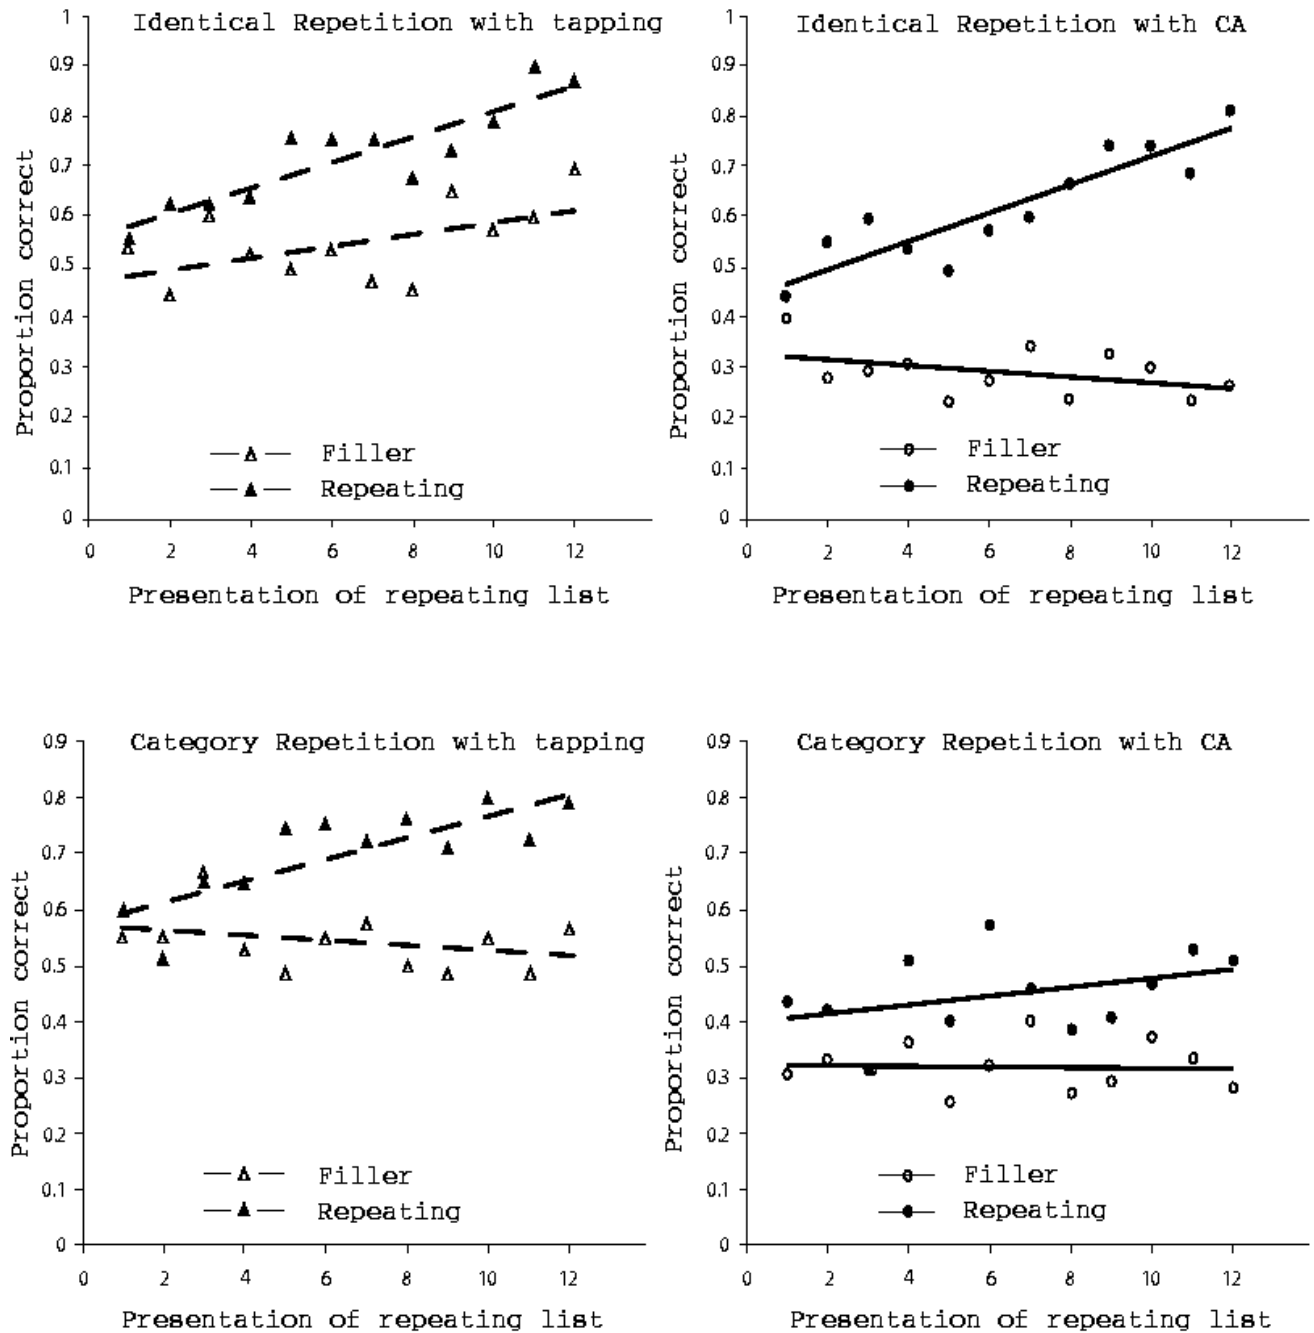 Identical Repetition with tapping
1
0.9
0.8
0.7
0.6
0.5
0.4
0.3
0.2
0.1
0
Proportion correct
Filler
Repeating
0 2 4 6 8 10 12
Presentation of repeating list
Identical Repetition with CA
1
0.9
0.8
0.7
0.6
0.5
0.4
0.3
0.2
0.1
0
Proportion correct
Filler
Repeating
0 2 4 6 8 10 12
Presentation of repeating list
Category Repetition with tapping
0.9
0.8
0.7
0.6
0.5
0.4
0.3
0.2
0.1
0
Proportion correct
Filler
Repeating
0 2 4 6 8 10 12
Presentation of repeating list
Category Repetition with CA
0.9
0.8
0.7
0.6
0.5
0.4
0.3
0.2
0.1
0
Proportion correct
Filler
Repeating
0 2 4 6 8 10 12
Presentation of repeating list